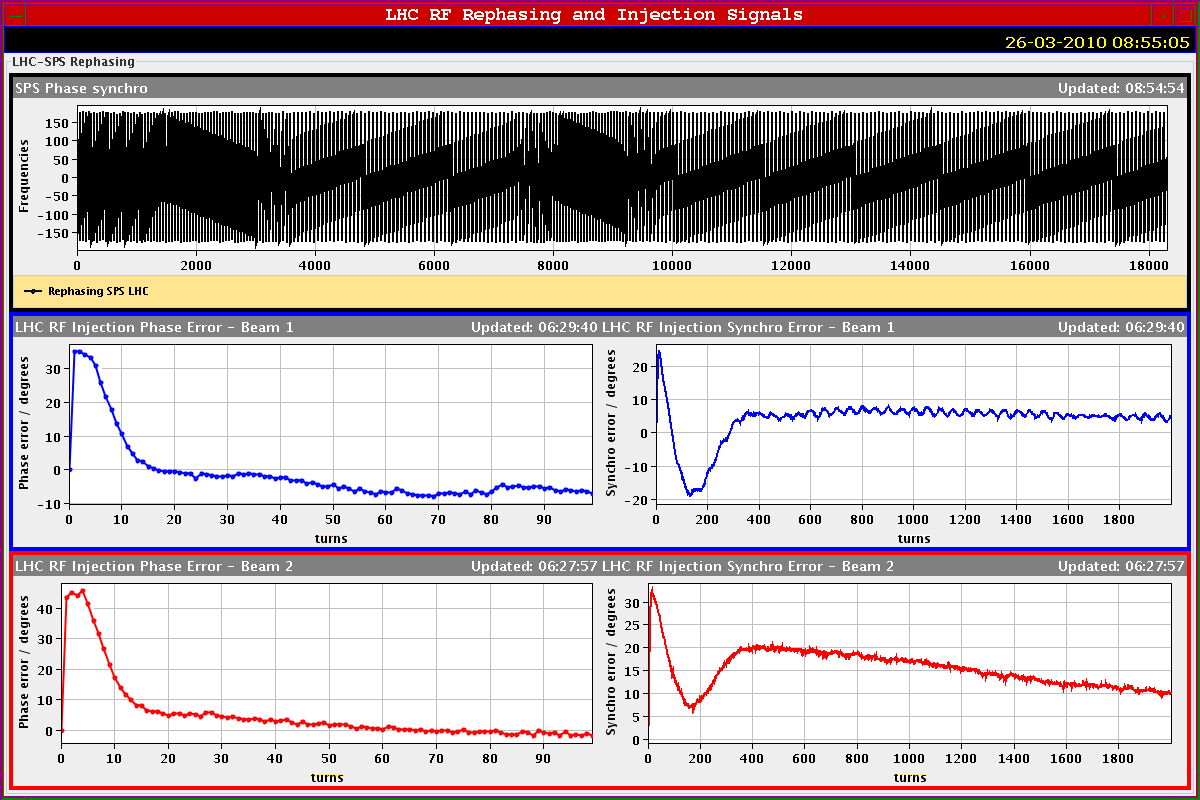 LHC RF Rephasing and Injection Signals
26-03-2010 08:55:05
LHC-SPS Rephasing
SPS Phase synchro Updated: 08:54:54
Frequencies
150
100
50
0
-50
-100
-150
0 2000 4000 6000 8000 10000 12000 14000 16000 18000
Rephasing SPS LHC
LHC RF Injection Phase Error - Beam 1 Updated: 06:29:40
Phase error / degrees
30
20
10
0
-10
0 10 20 30 40 50 60 70 80 90
turns
LHC RF Injection Synchro Error - Beam 1 Updated: 06:29:40
Synchro error / degrees
20
10
0
-10
-20
0 200 400 600 800 1000 1200 1400 1600 1800
turns
LHC RF Injection Phase Error - Beam 2 Updated: 06:27:57
Phase error / degrees
40
30
20
10
0
0 10 20 30 40 50 60 70 80 90
turns
LHC RF Injection Synchro Error - Beam 2 Updated: 06:27:57
Synchro error / degrees
30
25
20
15
10
5
0
0 200 400 600 800 1000 1200 1400 1600 1800
turns